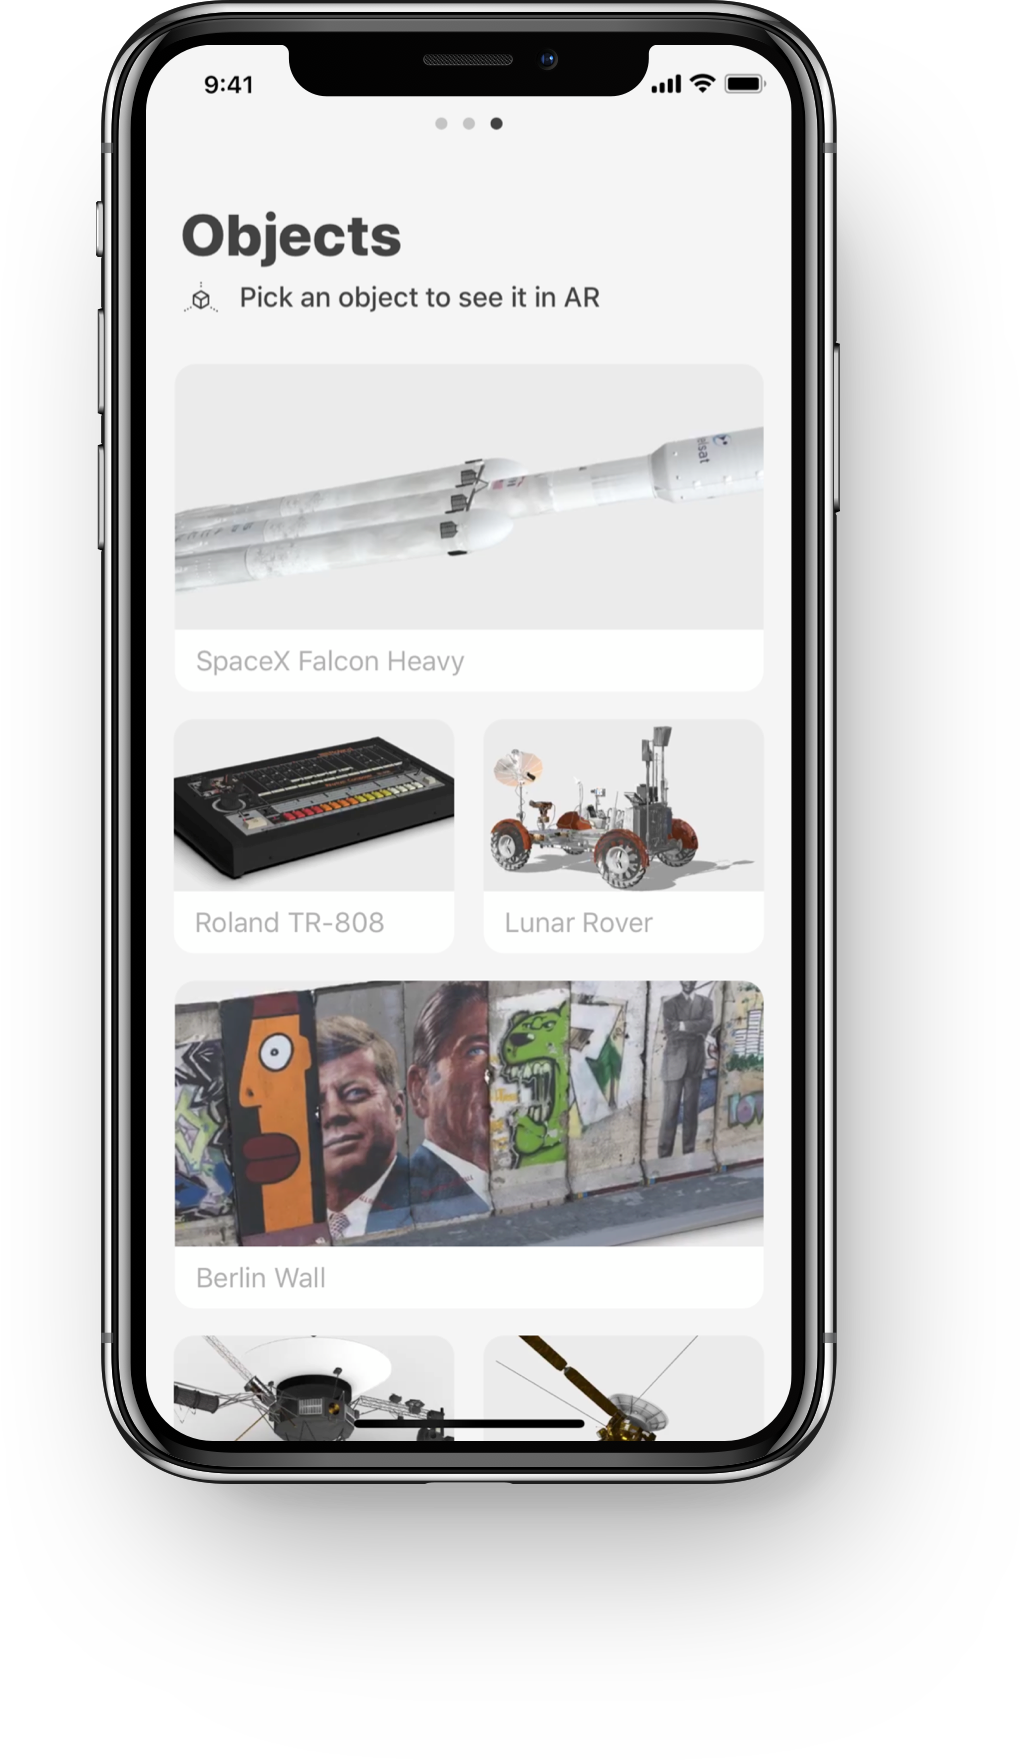 9:41
Objects
Pick an object to see it in AR
SpaceX Falcon Heavy
Roland TR-808
Lunar Rover
Berlin Wall